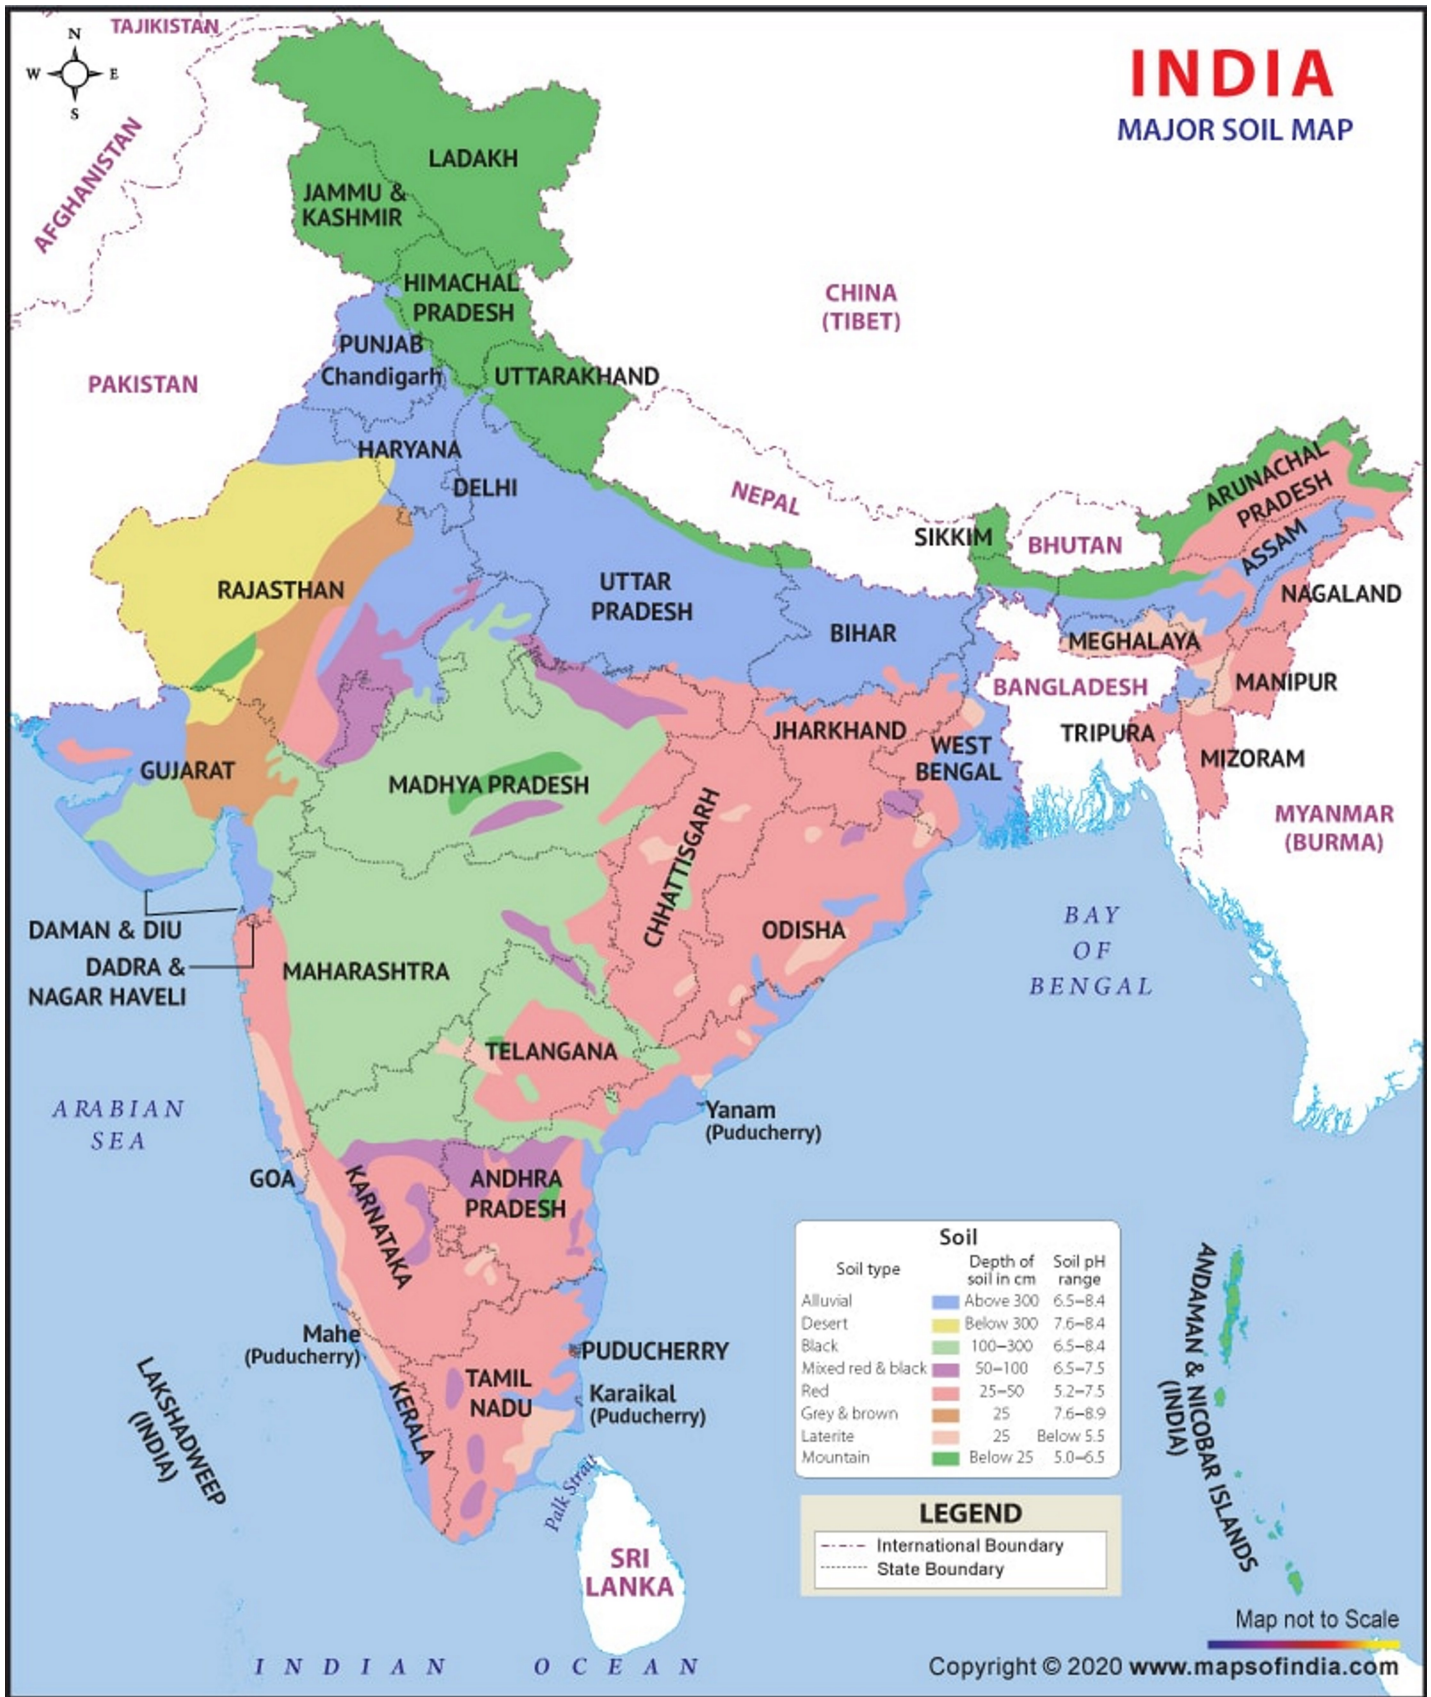 TAJIKISTAN
N
W
E
S
INDIA
MAJOR SOIL MAP
AFGHANISTAN
LADAKH
JAMMU &
KASHMIR
HIMACHAL
PRADESH
CHINA
(TIBET)
PUNJAB
Chandigarh
UTTARAKHAND
PAKISTAN
HARYANA
DELHI
NEPAL
ARUNACHAL
PRADESH
SIKKIM
BHUTAN
ASSAM
RAJASTHAN
UTTAR
PRADESH
NAGALAND
BIHAR
MEGHALAYA
BANGLADESH
MANIPUR
JHARKHAND
TRIPURA
WEST
BENGAL
MIZORAM
GUJARAT
MADHYA PRADESH
CHHATTISGARH
MYANMAR
(BURMA)
DAMAN & DIU
ODISHA
BAY
OF
BENGAL
DADRA &
NAGAR HAVELI
MAHARASHTRA
TELANGANA
ARABIAN
SEA
Yanam
(Puducherry)
GOA
KARNATAKA
ANDHRA
PRADESH
Soil
Soil type
Depth of
soil in cm
Soil pH
range
Alluvial Above 300 6.5–8.4
Desert Below 300 7.6–8.4
Black 100–300 6.5–8.4
Mixed red & black 50–100 6.5–7.5
Red 25–50 5.2–7.5
Grey & brown 25 7.6–8.9
Laterite 25 Below 5.5
Mountain Below 25 5.0–6.5
ANDAMAN & NICOBAR ISLANDS
(INDIA)
Mahe
(Puducherry)
PUDUCHERRY
LAKSHADWEEP
(INDIA)
KERALA
TAMIL
NADU
Karaikal
(Puducherry)
Palk Strait
LEGEND
International Boundary
State Boundary
SRI
LANKA
Map not to Scale
INDIAN OCEAN
Copyright © 2020 www.mapsofindia.com